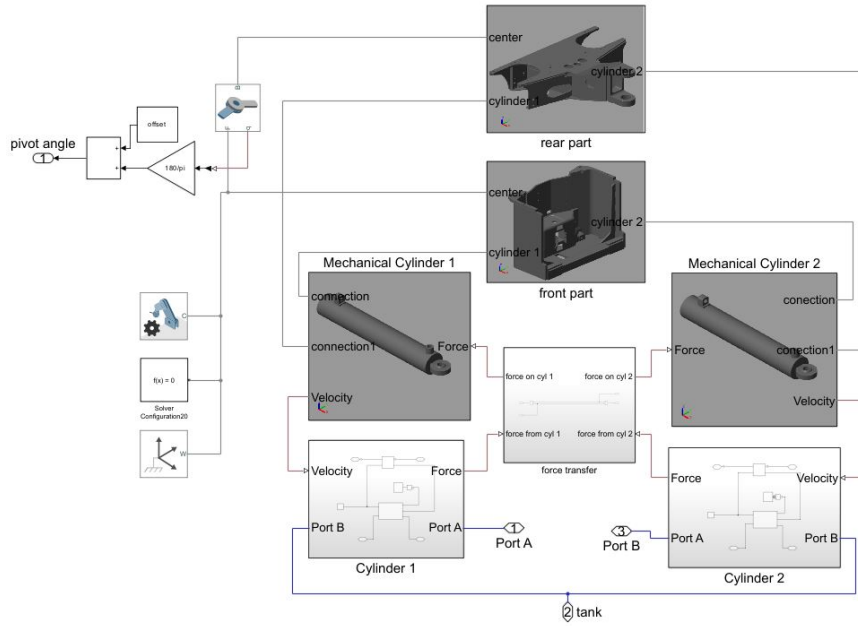 center
cylinder 2
cylinder 1
rear part
B
F
q
offset
pivot angle
1
+
+
180/pi
center
cylinder 2
cylinder 1
front part
Mechanical Cylinder 1
connection
connection1
Force
Velocity
Mechanical Cylinder 2
conection
Force
conection1
Velocity
C
f(x) = 0
Solver
Configuration20
W
force on cyl 1
force on cyl 2
force from cyl 1
force from cyl 2
force transfer
Velocity
Force
Port B
Port A
Cylinder 1
1
Port A
3
Port B
Force
Velocity
Port A
Port B
Cylinder 2
2
tank